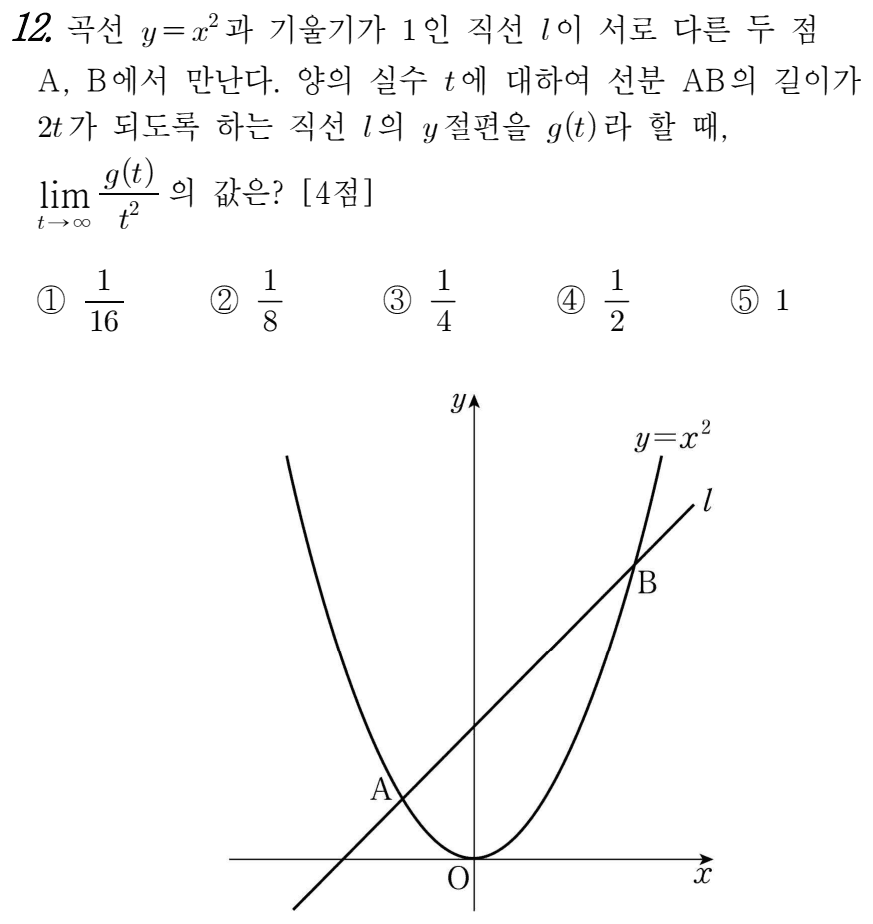 12. 곡선 y=x²과 기울기가 1인 직선 l이 서로 다른 두 점
A, B에서 만난다. 양의 실수 t에 대하여 선분 AB의 길이가
2t가 되도록 하는 직선 l의 y절편을 g(t)라 할 때,
lim_{t→∞} g(t)/t² 의 값은? [4점]
① 1/16 ② 1/8 ③ 1/4 ④ 1/2 ⑤ 1
y
y=x²
l
B
A
O
x